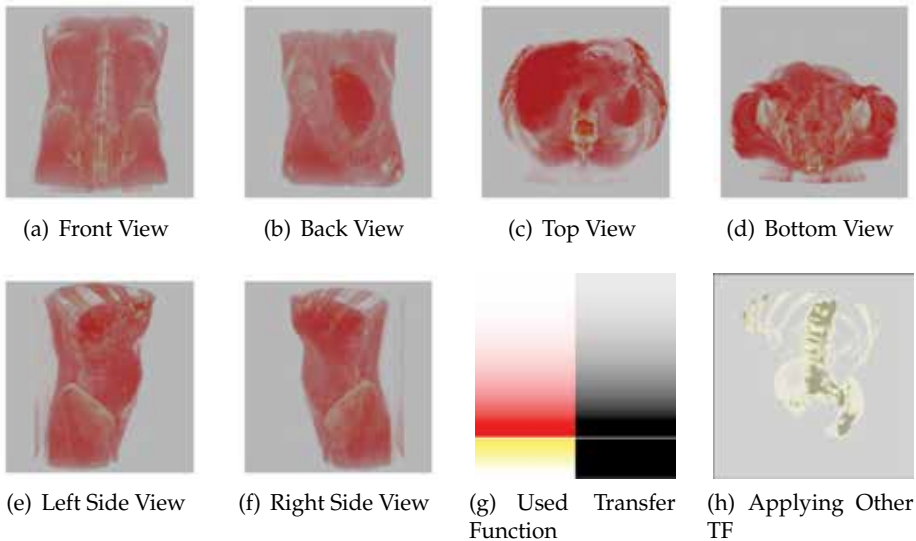 (a) Front View
(b) Back View
(c) Top View
(d) Bottom View
(e) Left Side View
(f) Right Side View
(g) Used Transfer
Function
(h) Applying Other
TF